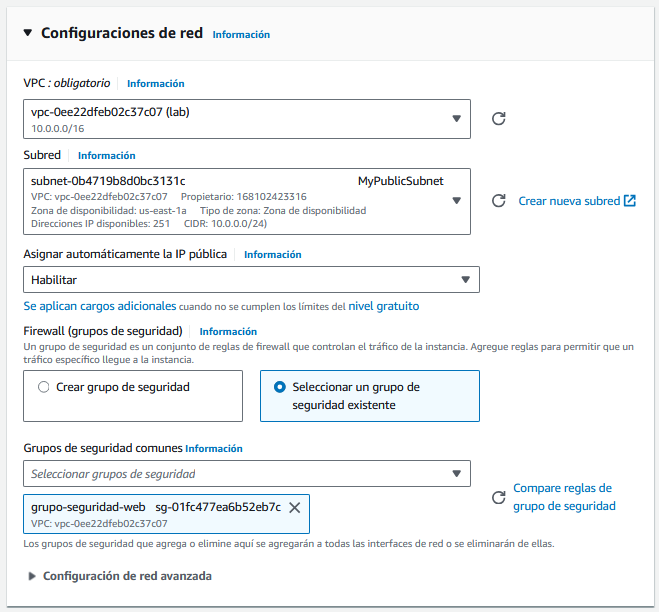 Configuraciones de red Información
VPC : obligatorio Información
vpc-0ee22dfeb02c37c07 (lab)
10.0.0.0/16
Subred Información
subnet-0b4719b8d0bc3131c MyPublicSubnet
VPC: vpc-0ee22dfeb02c37c07 Propietario: 168102423316
Zona de disponibilidad: us-east-1a Tipo de zona: Zona de disponibilidad
Direcciones IP disponibles: 251 CIDR: 10.0.0.0/24)
Crear nueva subred
Asignar automáticamente la IP pública Información
Habilitar
Se aplican cargos adicionales cuando no se cumplen los límites del nivel gratuito
Firewall (grupos de seguridad) Información
Un grupo de seguridad es un conjunto de reglas de firewall que controlan el tráfico de la instancia. Agregue reglas para permitir que un
tráfico específico llegue a la instancia.
Crear grupo de seguridad
Seleccionar un grupo de
seguridad existente
Grupos de seguridad comunes Información
Seleccionar grupos de seguridad
grupo-seguridad-web sg-01fc477ea6b52eb7c
VPC: vpc-0ee22dfeb02c37c07
Compare reglas de
grupo de seguridad
Los grupos de seguridad que agrega o elimine aquí se agregarán a todas las interfaces de red o se eliminarán de ellas.
Configuración de red avanzada